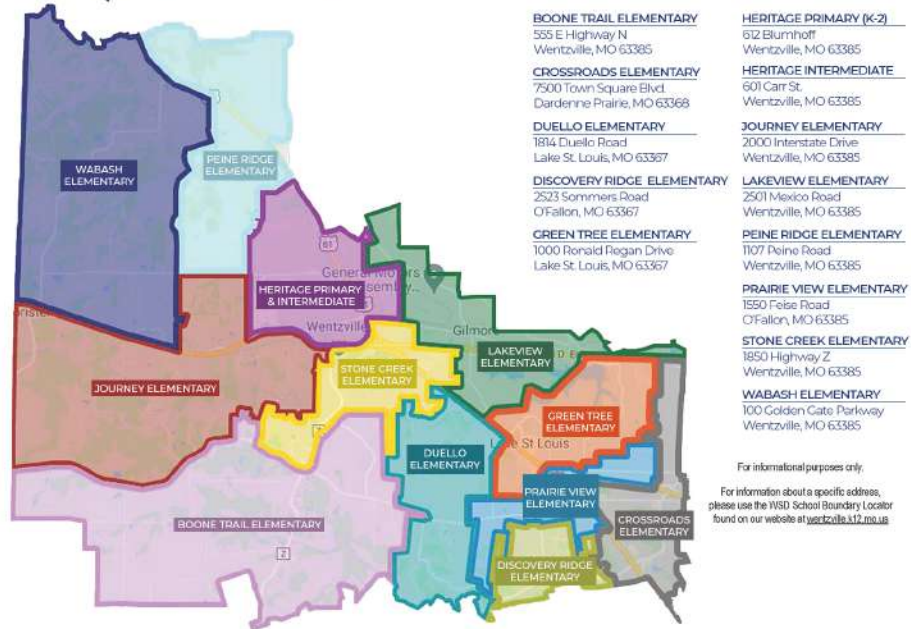 BOONE TRAIL ELEMENTARY
555 E Highway N
Wentzville, MO 63385
CROSSROADS ELEMENTARY
7500 Town Square Blvd.
Dardenne Prairie, MO 63368
DUELLO ELEMENTARY
1814 Duello Road
Lake St. Louis, MO 63367
DISCOVERY RIDGE ELEMENTARY
2523 Sommers Road
O'Fallon, MO 63367
GREEN TREE ELEMENTARY
1000 Ronald Regan Drive
Lake St. Louis, MO 63367
HERITAGE PRIMARY (K-2)
612 Blumhoff
Wentzville, MO 63385
HERITAGE INTERMEDIATE
601 Carr St.
Wentzville, MO 63385
JOURNEY ELEMENTARY
2000 Interstate Drive
Wentzville, MO 63385
LAKEVIEW ELEMENTARY
2501 Mexico Road
Wentzville, MO 63385
PEINE RIDGE ELEMENTARY
1107 Peine Road
Wentzville, MO 63385
PRAIRIE VIEW ELEMENTARY
1550 Feise Road
O'Fallon, MO 63385
STONE CREEK ELEMENTARY
1850 Highway Z
Wentzville, MO 63385
WABASH ELEMENTARY
100 Golden Gate Parkway
Wentzville, MO 63385
For informational purposes only.
For information about a specific address,
please use the WSD School Boundary Locator
found on our website at wentzville.k12.mo.us
WABASH
ELEMENTARY
PEINE RIDGE
ELEMENTARY
61
General Motors
HERITAGE PRIMARY
& INTERMEDIATE
Wentzville
Gilmore
LAKEVIEW
ELEMENTARY
STONE CREEK
ELEMENTARY
JOURNEY ELEMENTARY
GREEN TREE
ELEMENTARY
St Louis
DUELLO
ELEMENTARY
PRAIRIE VIEW
ELEMENTARY
BOONE TRAIL ELEMENTARY
Z
CROSSROADS
ELEMENTARY
DISCOVERY RIDGE
ELEMENTARY